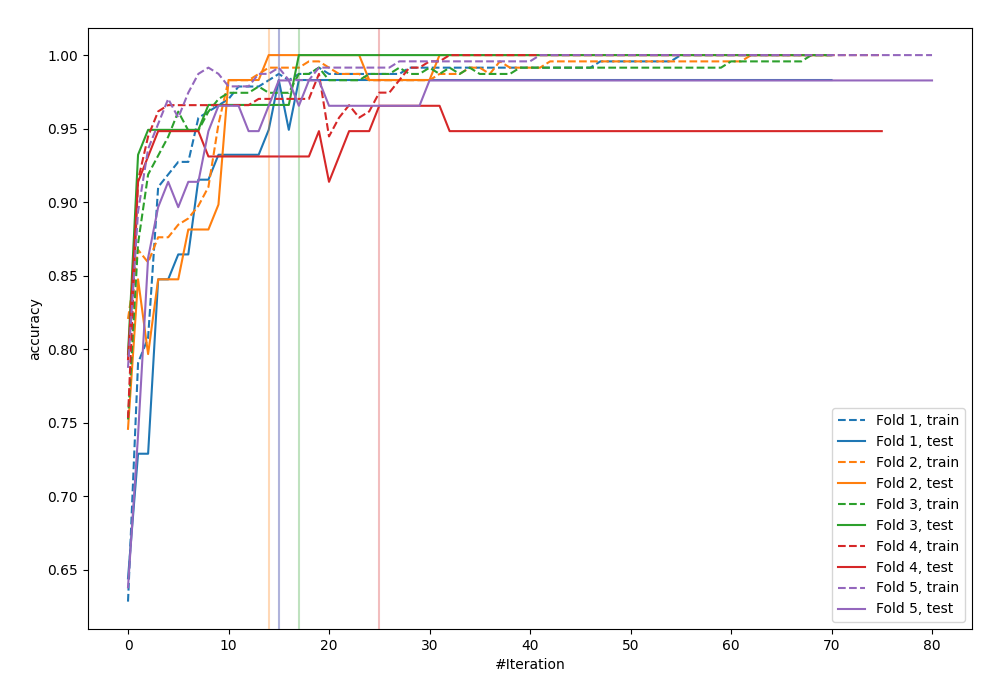 1.00
0.95
0.90
0.85
0.80
0.75
0.70
0.65
accuracy
0
10
20
30
40
50
60
70
80
#Iteration
Fold 1, train
Fold 1, test
Fold 2, train
Fold 2, test
Fold 3, train
Fold 3, test
Fold 4, train
Fold 4, test
Fold 5, train
Fold 5, test